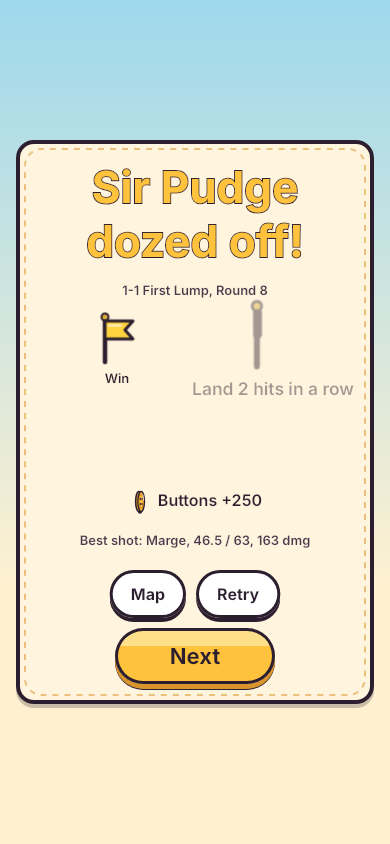 Sir Pudge
dozed off!
1-1 First Lump, Round 8
Win
Land 2 hits in a row
Buttons +250
Best shot: Marge, 46.5 / 63, 163 dmg
Map
Retry
Next